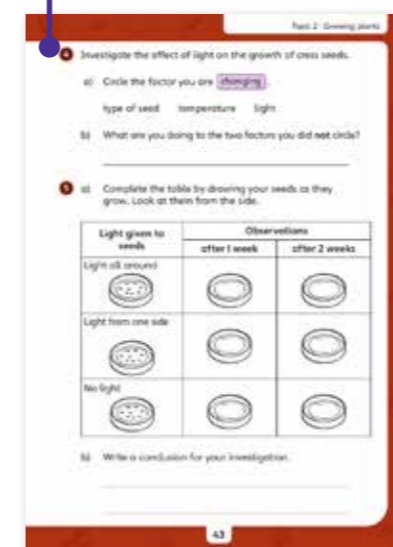 Topic 2 Growing plants
4 Investigate the effect of light on the growth of cress seeds.
a) Circle the factor you are changing.
type of seed temperature light
b) What are you doing to the two factors you did not circle?
5 a) Complete the table by drawing your seeds as they
grow. Look at them from the side.
Light given to
seeds
Observations
after 1 week after 2 weeks
Light all around
Light from one side
No light
b) Write a conclusion for your investigation.
43